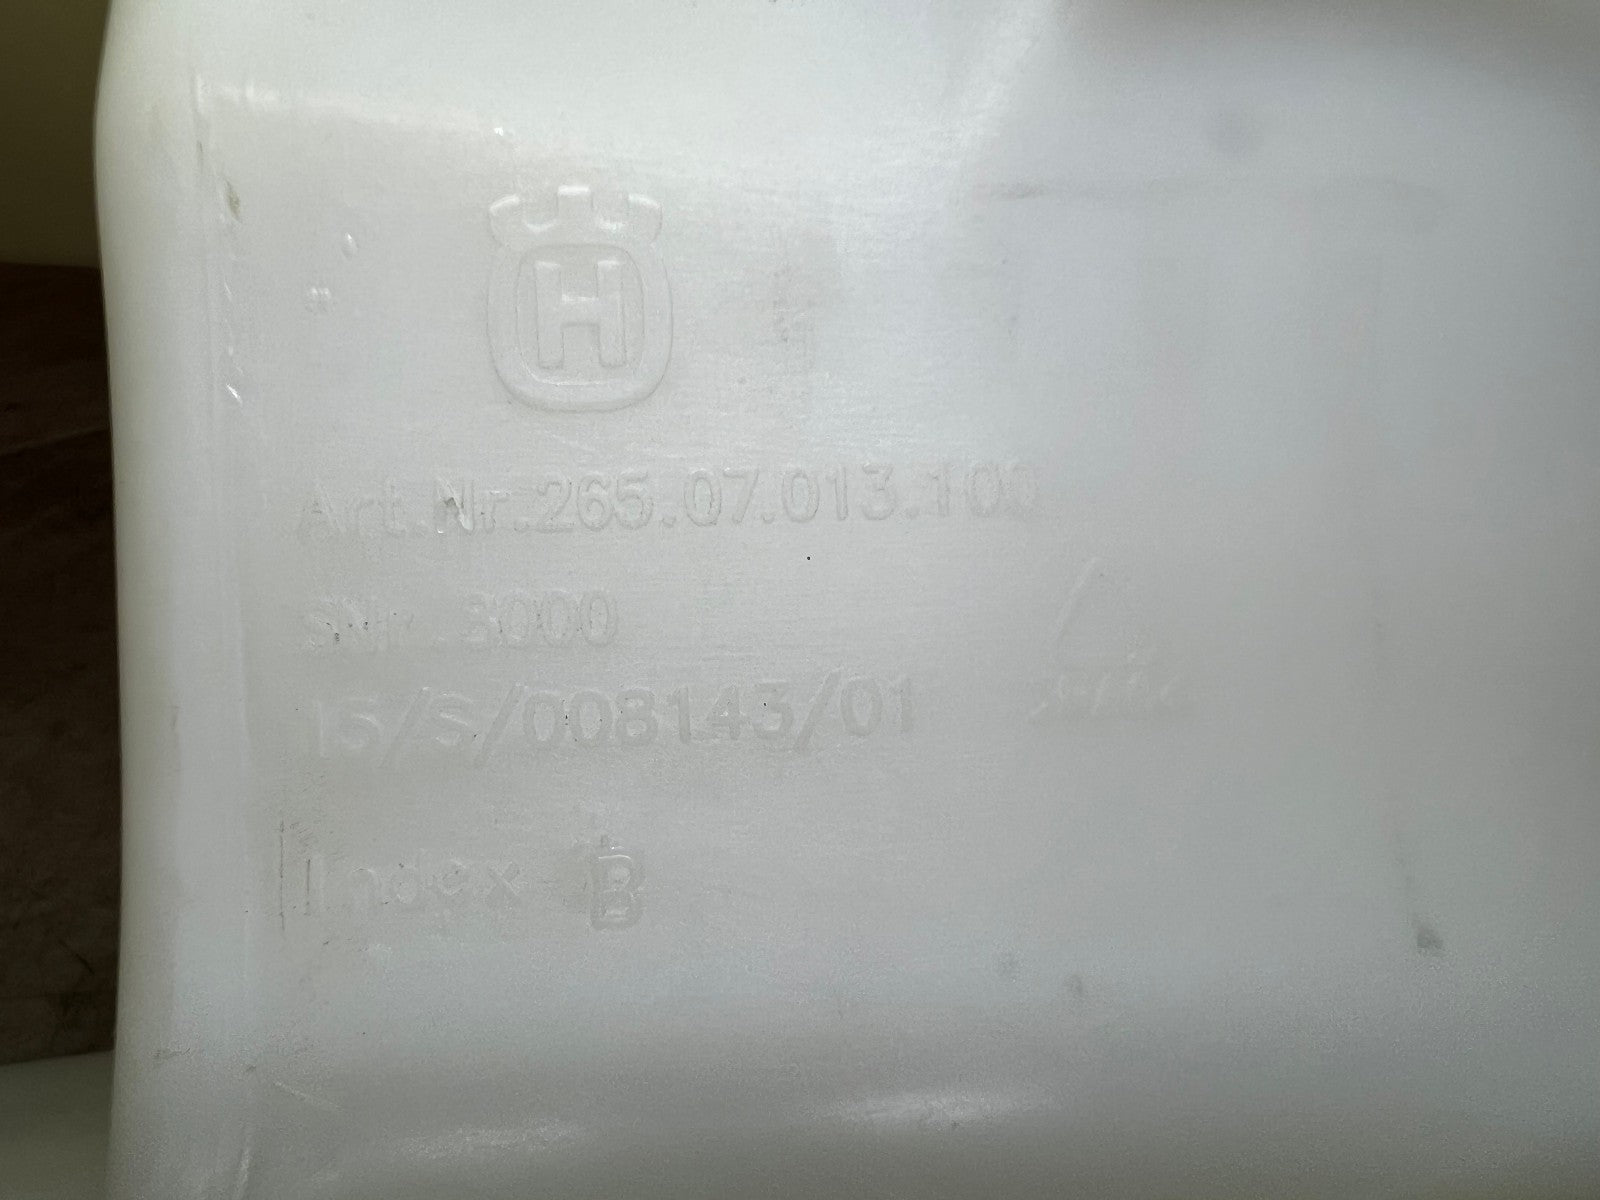 H
Art.Nr.265.07.013.100
SNr.3000
15/S/008143/01
Index B